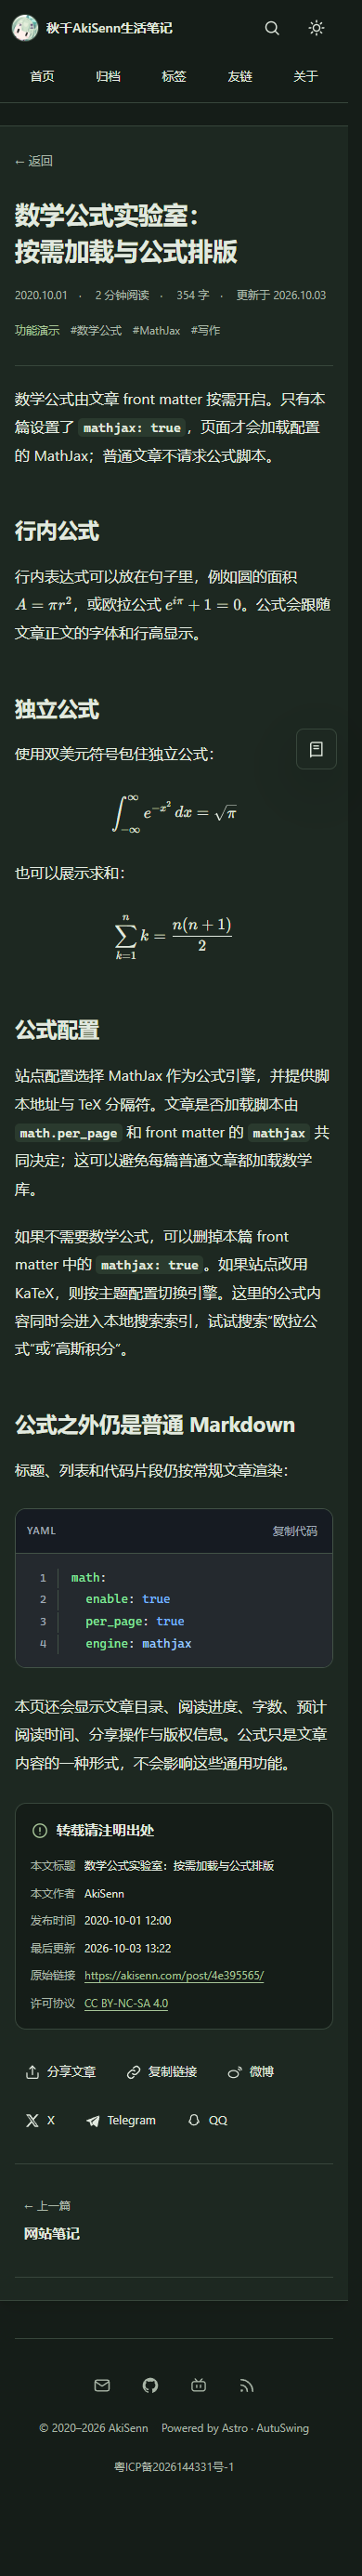 秋千AkiSenn生活笔记
首页 归档 标签 友链 关于
← 返回
数学公式实验室：
按需加载与公式排版
2020.10.01 · 2 分钟阅读 · 354 字 · 更新于 2026.10.03
功能演示 #数学公式 #MathJax #写作
数学公式由文章 front matter 按需开启。只有本
篇设置了 mathjax: true，页面才会加载配置
的 MathJax；普通文章不请求公式脚本。
行内公式
行内表达式可以放在句子里，例如圆的面积
A = πr²，或欧拉公式 e^{iπ} + 1 = 0。公式会跟随
文章正文的字体和行高显示。
独立公式
使用双美元符号包住独立公式：
∫_{−∞}^{∞} e^{−x²} dx = √π
也可以展示求和：
∑_{k=1}^{n} k = n(n + 1)/2
公式配置
站点配置选择 MathJax 作为公式引擎，并提供脚
本地址与 TeX 分隔符。文章是否加载脚本由
math.per_page 和 front matter 的 mathjax 共
同决定；这可以避免每篇普通文章都加载数学
库。
如果不需要数学公式，可以删掉本篇 front
matter 中的 mathjax: true。如果站点改用
KaTeX，则按主题配置切换引擎。这里的公式内
容同时会进入本地搜索索引，试试搜索“欧拉公
式”或“高斯积分”。
公式之外仍是普通 Markdown
标题、列表和代码片段仍按常规文章渲染：
YAML 复制代码
1 math:
2 enable: true
3 per_page: true
4 engine: mathjax
本页还会显示文章目录、阅读进度、字数、预计
阅读时间、分享操作与版权信息。公式只是文章
内容的一种形式，不会影响这些通用功能。
转载请注明出处
本文标题 数学公式实验室：按需加载与公式排版
本文作者 AkiSenn
发布时间 2020-10-01 12:00
最后更新 2026-10-03 13:22
原始链接 https://akisenn.com/post/4e395565/
许可协议 CC BY-NC-SA 4.0
分享文章 复制链接 微博
X Telegram QQ
← 上一篇
网站笔记
© 2020–2026 AkiSenn Powered by Astro · AutuSwing
粤ICP备2026144331号-1